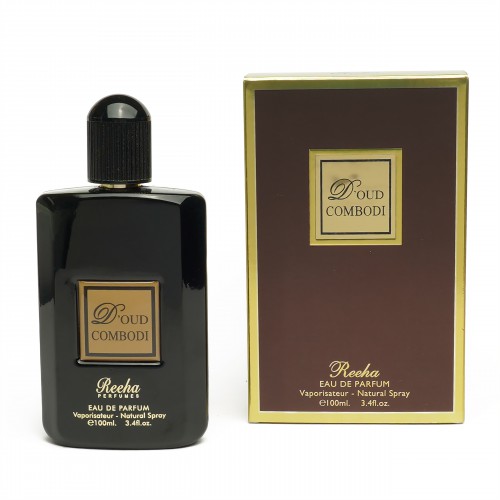 D'OUD
COMBODI
Reeha
PERFUMES
EAU DE PARFUM
Vaporisateur - Natural Spray
℮100ml. 3.4fl.oz.
D'OUD
COMBODI
Reeha
EAU DE PARFUM
Vaporisateur - Natural Spray
℮100ml. 3.4fl.oz.